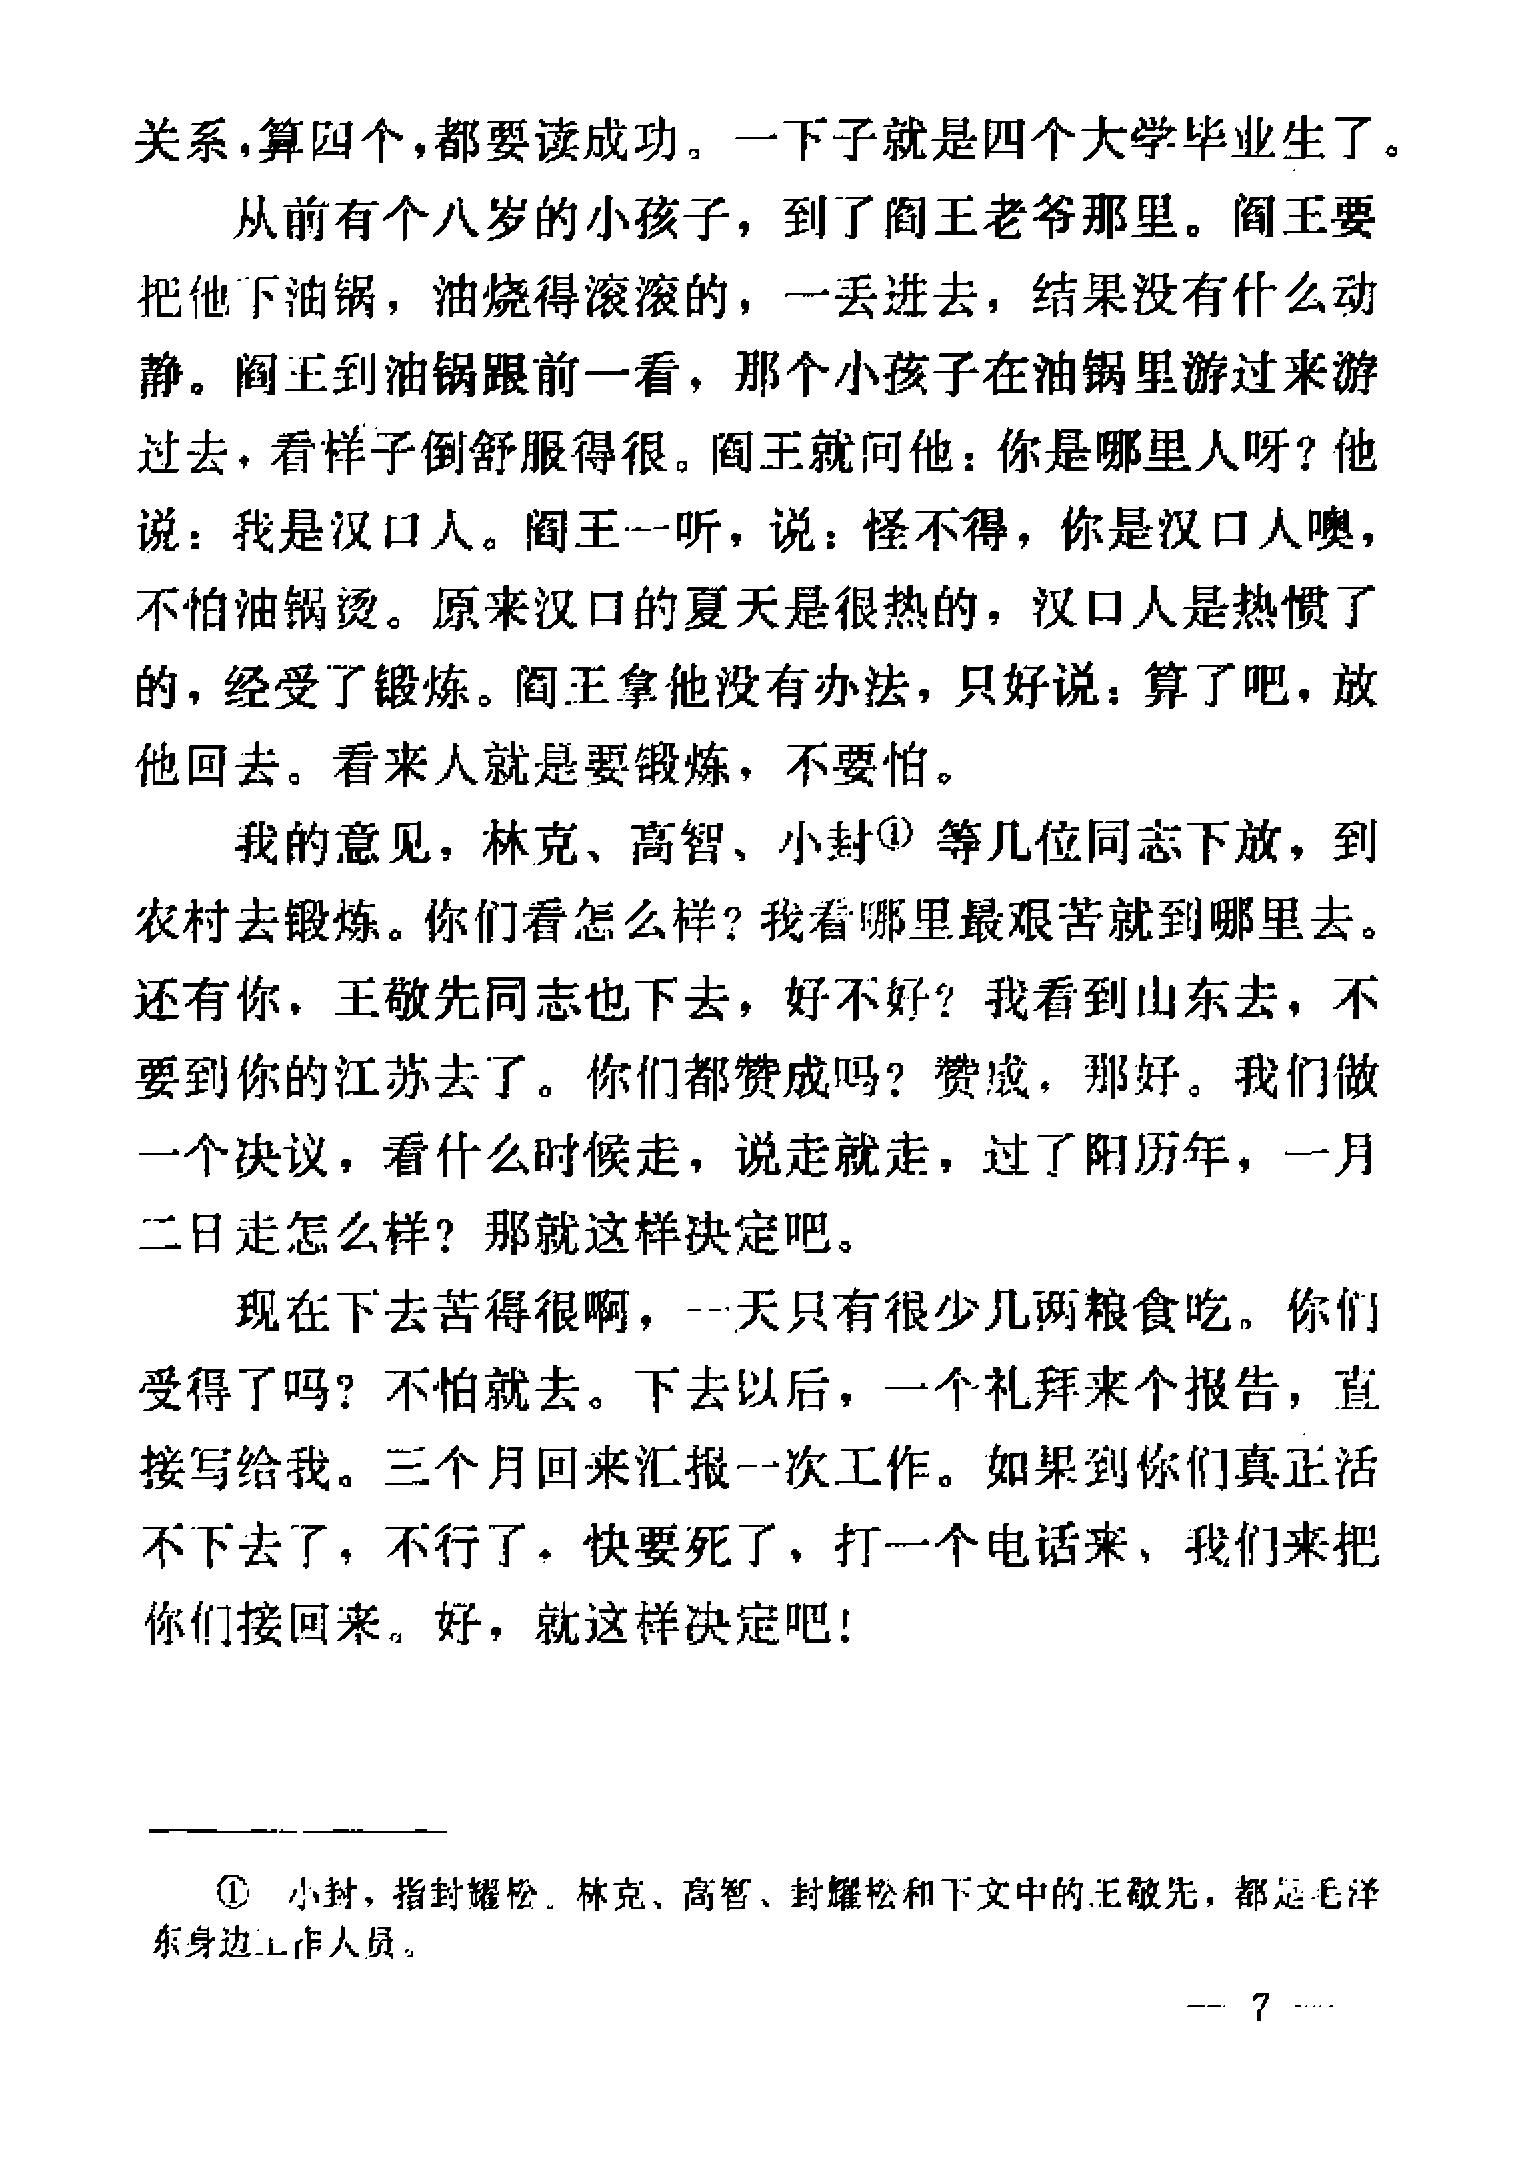 关系，算四个，都要读成功。一下子就是四个大学毕业生了。
从前有个八岁的小孩子，到了阎王老爷那里。阎王要
把他下油锅，油烧得滚滚的，一丢进去，结果没有什么动
静。阎王到油锅跟前一看，那个小孩子在油锅里游过来游
过去，看样子倒舒服得很。阎王就问他：你是哪里人呀？他
说：我是汉口人。阎王一听，说：怪不得，你是汉口人噢，
不怕油锅烫。原来汉口的夏天是很热的，汉口人是热惯了
的，经受了锻炼。阎王拿他没有办法，只好说：算了吧，放
他回去。看来人就是要锻炼，不要怕。
我的意见，林克、高智、小封① 等几位同志下放，到
农村去锻炼。你们看怎么样？我看哪里最艰苦就到哪里去。
还有你，王敬先同志也下去，好不好？我看到山东去，不
要到你的江苏去了。你们都赞成吗？赞成，那好。我们做
一个决议，看什么时候走，说走就走，过了阳历年，一月
二日走怎么样？那就这样决定吧。
现在下去苦得很啊，一天只有很少几两粮食吃。你们
受得了吗？不怕就去。下去以后，一个礼拜来个报告，直
接写给我。三个月回来汇报一次工作。如果到你们真正活
不下去了，不行了，快要死了，打一个电话来，我们来把
你们接回来。好，就这样决定吧！
① 小封，指封耀松。林克、高智、封耀松和下文中的王敬先，都是毛泽
东身边工作人员。
— 7 —